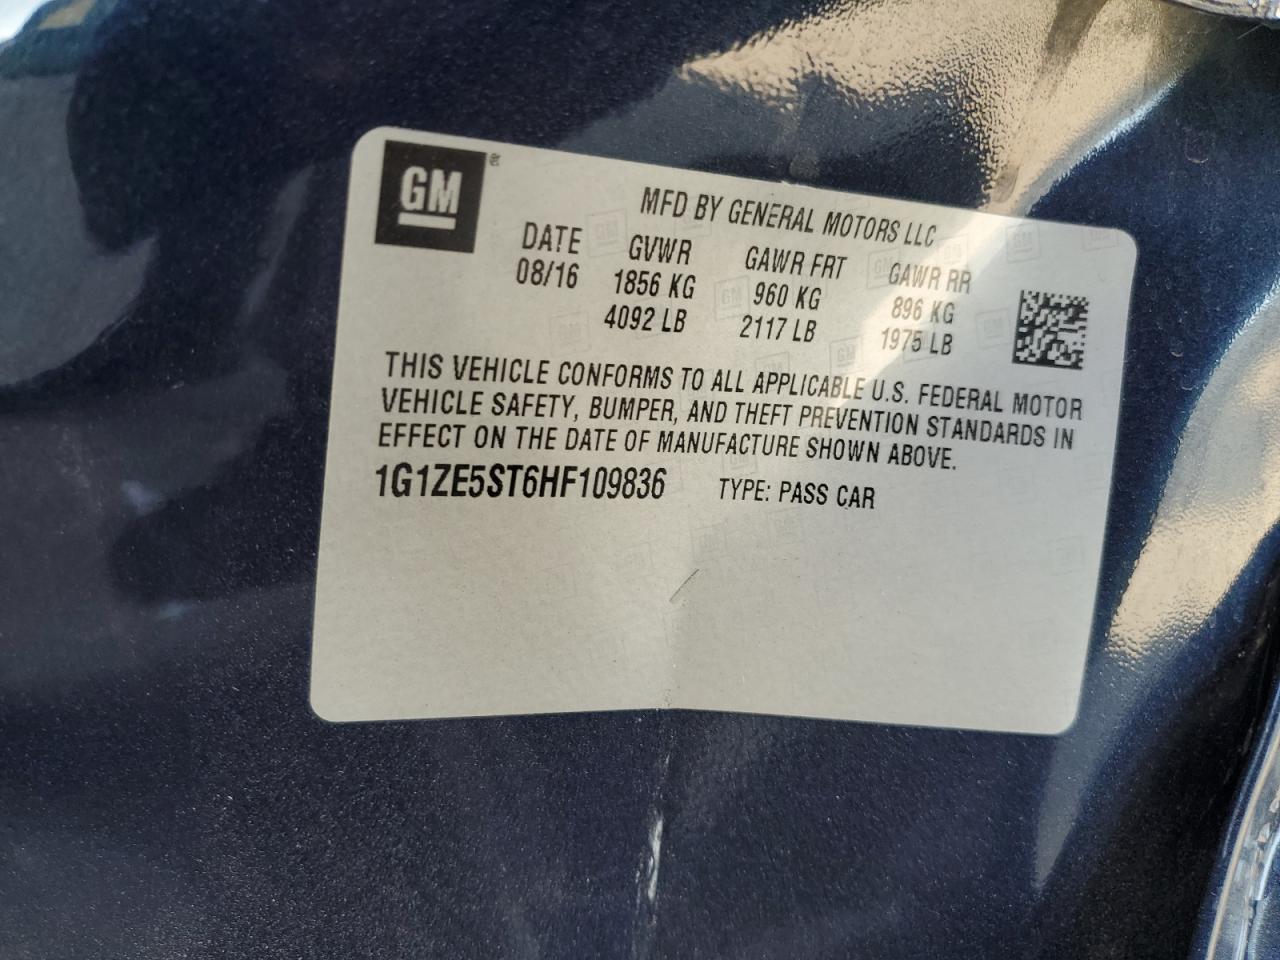 GM
MFD BY GENERAL MOTORS LLC
DATE GVWR GAWR FRT GAWR RR
08/16 1856 KG 960 KG 896 KG
4092 LB 2117 LB 1975 LB
THIS VEHICLE CONFORMS TO ALL APPLICABLE U.S. FEDERAL MOTOR
VEHICLE SAFETY, BUMPER, AND THEFT PREVENTION STANDARDS IN
EFFECT ON THE DATE OF MANUFACTURE SHOWN ABOVE.
1G1ZE5ST6HF109836 TYPE: PASS CAR